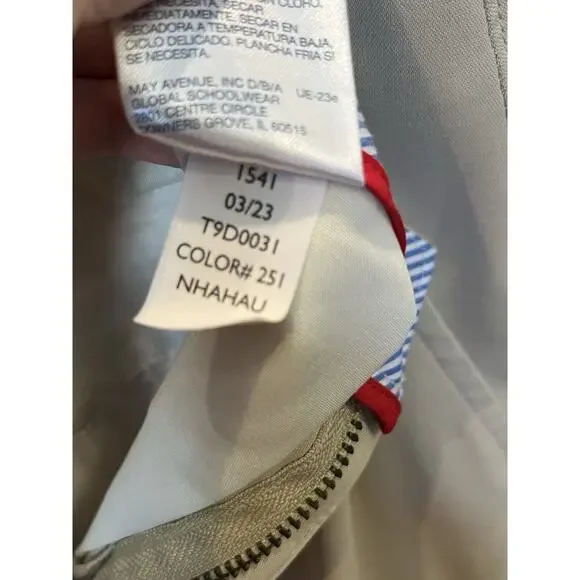 NECESITA, SECAR
INMEDIATAMENTE. SECAR EN
SECADORA A TEMPERATURA BAJA,
CICLO DELICADO. PLANCHA FRIA SI
SE NECESITA.
MAY AVENUE, INC D/B/A
GLOBAL SCHOOLWEAR UE-23e
2801 CENTRE CIRCLE
DOWNERS GROVE, IL 60515
1541
03/23
T9D0031
COLOR# 251
NHAHAU